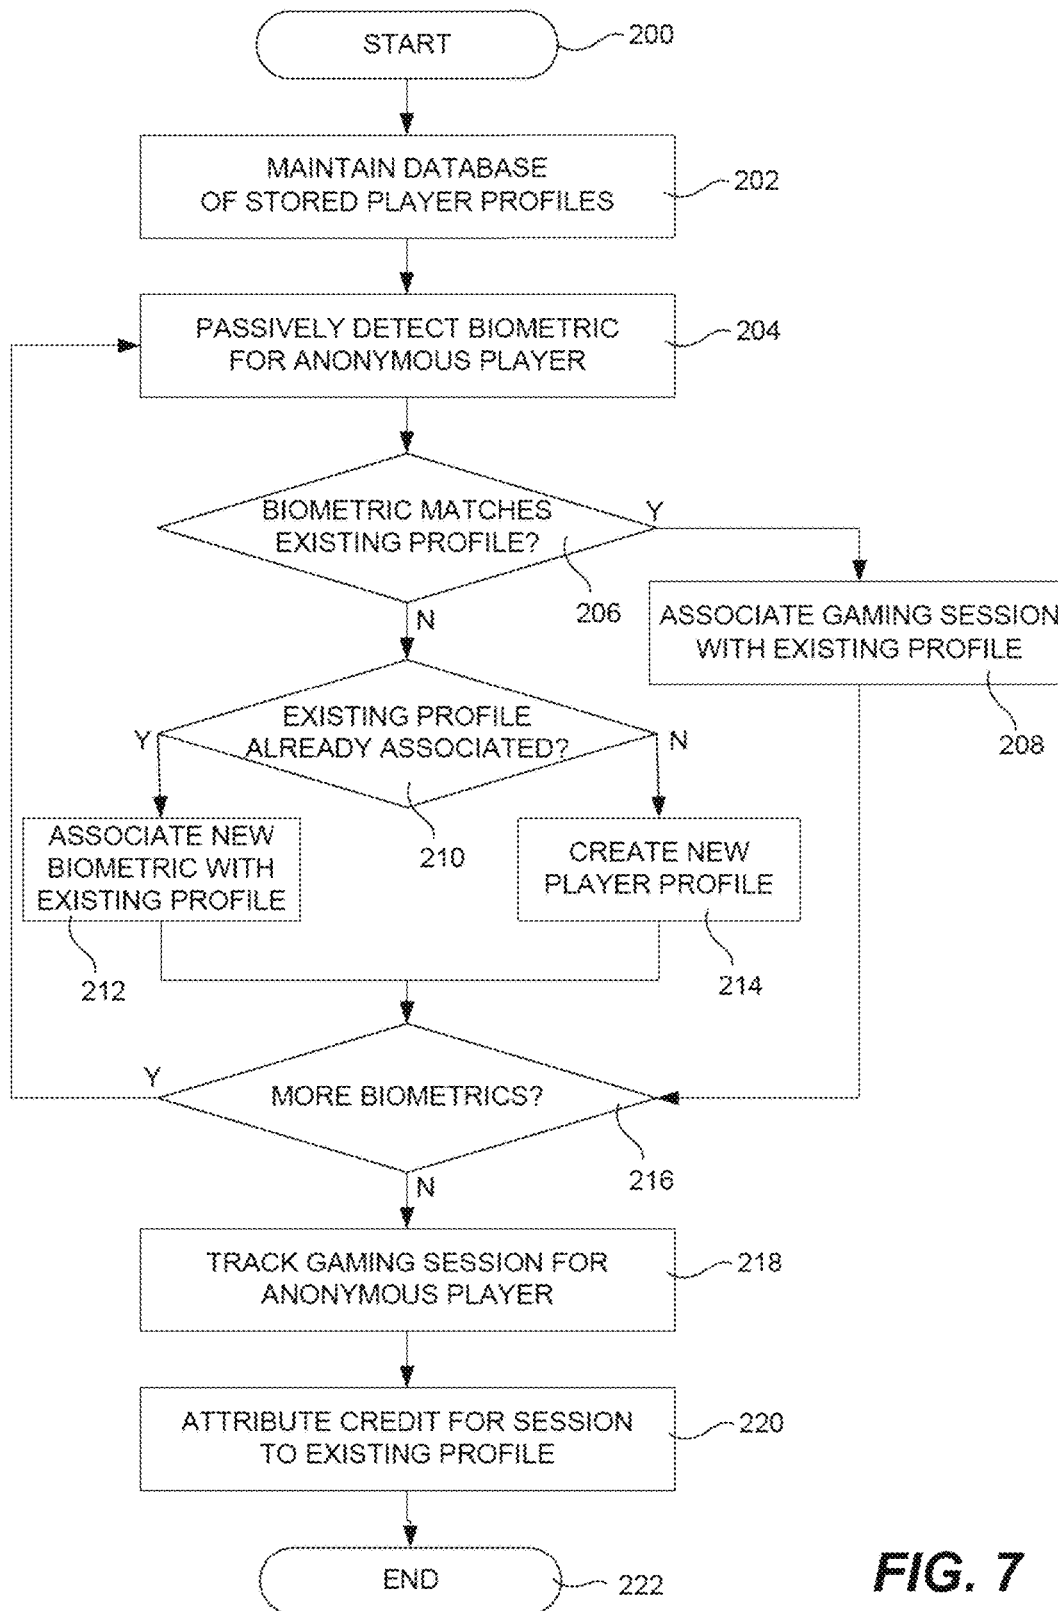 START
200
MAINTAIN DATABASE
OF STORED PLAYER PROFILES
202
PASSIVELY DETECT BIOMETRIC
FOR ANONYMOUS PLAYER
204
BIOMETRIC MATCHES
EXISTING PROFILE?
Y
206
N
ASSOCIATE GAMING SESSION
WITH EXISTING PROFILE
208
EXISTING PROFILE
ALREADY ASSOCIATED?
Y
N
210
ASSOCIATE NEW
BIOMETRIC WITH
EXISTING PROFILE
212
CREATE NEW
PLAYER PROFILE
214
MORE BIOMETRICS?
Y
216
N
TRACK GAMING SESSION FOR
ANONYMOUS PLAYER
218
ATTRIBUTE CREDIT FOR SESSION
TO EXISTING PROFILE
220
END
222
FIG. 7